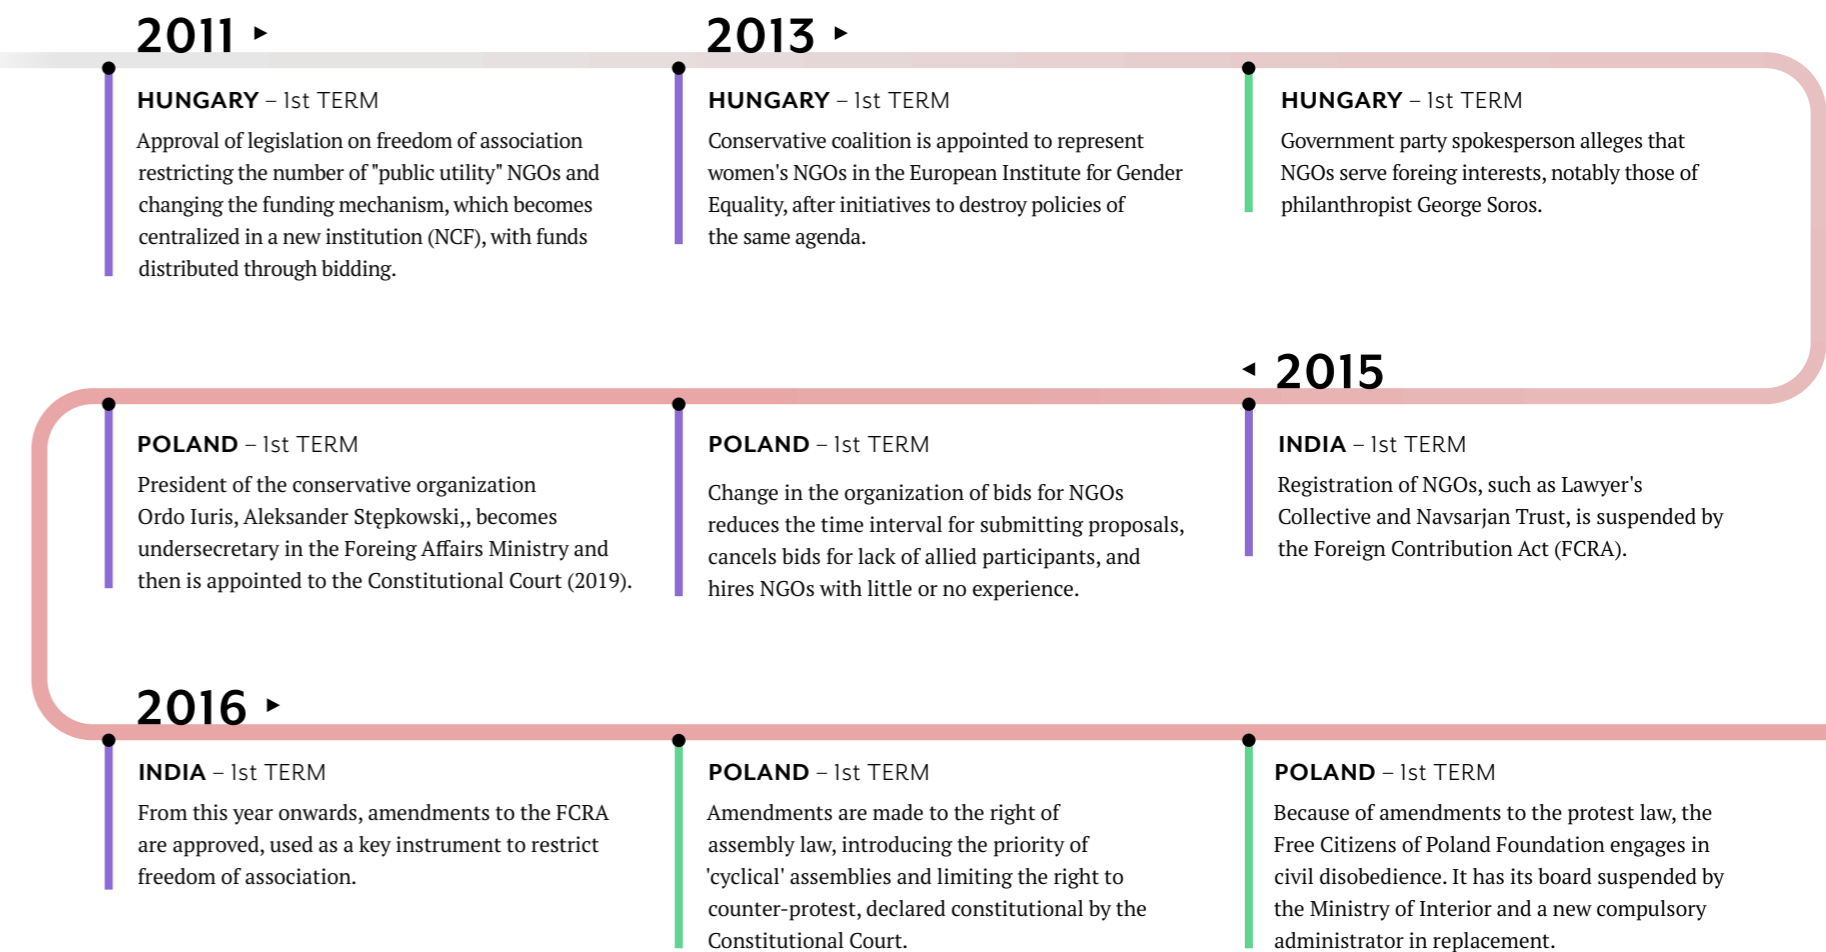 2011 ▶
HUNGARY – 1st TERM
Approval of legislation on freedom of association
restricting the number of "public utility" NGOs and
changing the funding mechanism, which becomes
centralized in a new institution (NCF), with funds
distributed through bidding.
2013 ▶
HUNGARY – 1st TERM
Conservative coalition is appointed to represent
women's NGOs in the European Institute for Gender
Equality, after initiatives to destroy policies of
the same agenda.
HUNGARY – 1st TERM
Government party spokesperson alleges that
NGOs serve foreing interests, notably those of
philanthropist George Soros.
◀ 2015
INDIA – 1st TERM
Registration of NGOs, such as Lawyer's
Collective and Navsarjan Trust, is suspended by
the Foreign Contribution Act (FCRA).
POLAND – 1st TERM
Change in the organization of bids for NGOs
reduces the time interval for submitting proposals,
cancels bids for lack of allied participants, and
hires NGOs with little or no experience.
POLAND – 1st TERM
President of the conservative organization
Ordo Iuris, Aleksander Stępkowski,, becomes
undersecretary in the Foreing Affairs Ministry and
then is appointed to the Constitutional Court (2019).
2016 ▶
INDIA – 1st TERM
From this year onwards, amendments to the FCRA
are approved, used as a key instrument to restrict
freedom of association.
POLAND – 1st TERM
Amendments are made to the right of
assembly law, introducing the priority of
'cyclical' assemblies and limiting the right to
counter-protest, declared constitutional by the
Constitutional Court.
POLAND – 1st TERM
Because of amendments to the protest law, the
Free Citizens of Poland Foundation engages in
civil disobedience. It has its board suspended by
the Ministry of Interior and a new compulsory
administrator in replacement.